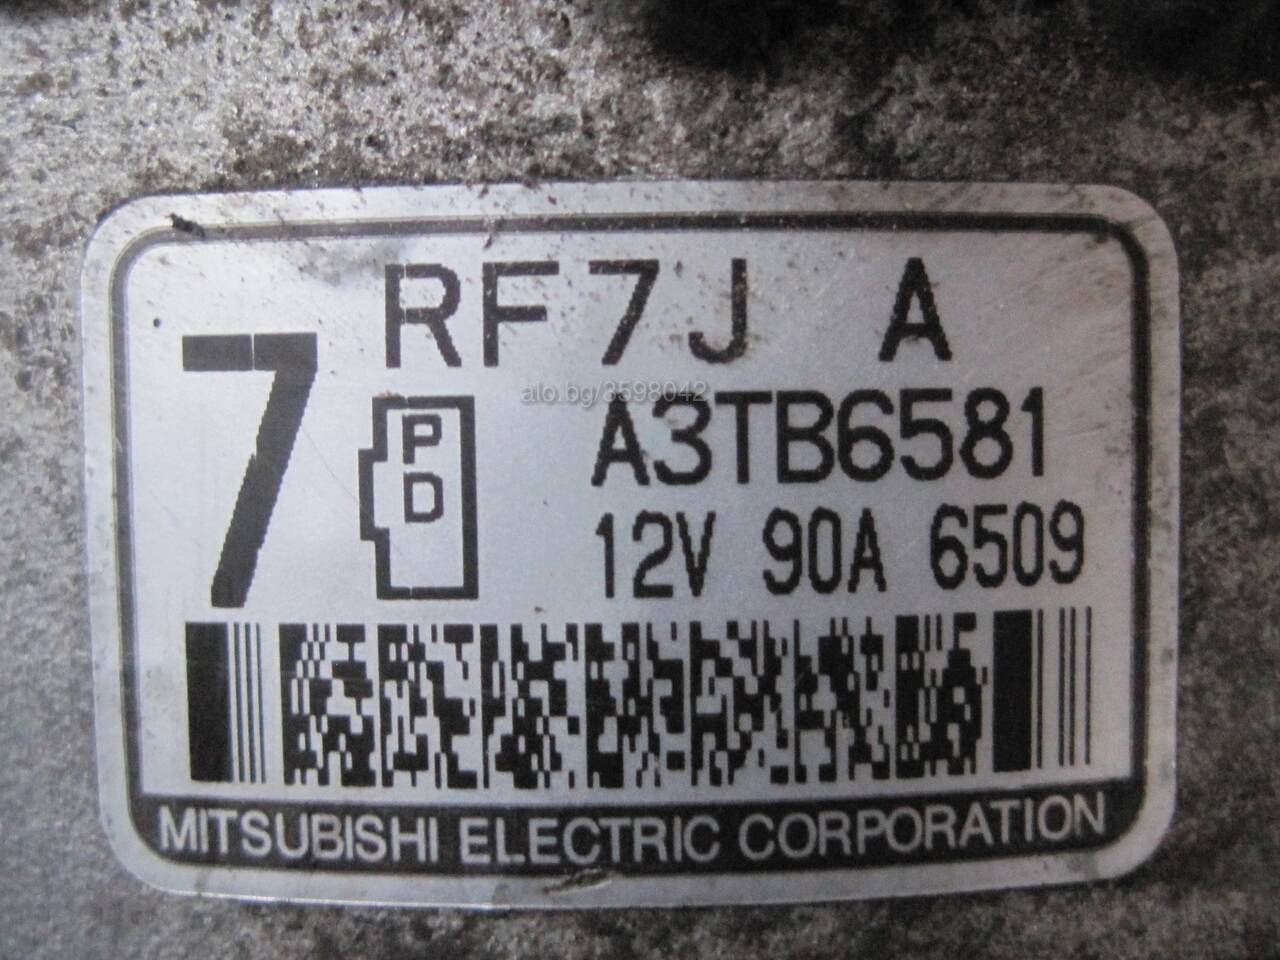 RF7J A
7
P
D
alo.bg/3598042
A3TB6581
12V 90A 6509
MITSUBISHI ELECTRIC CORPORATION